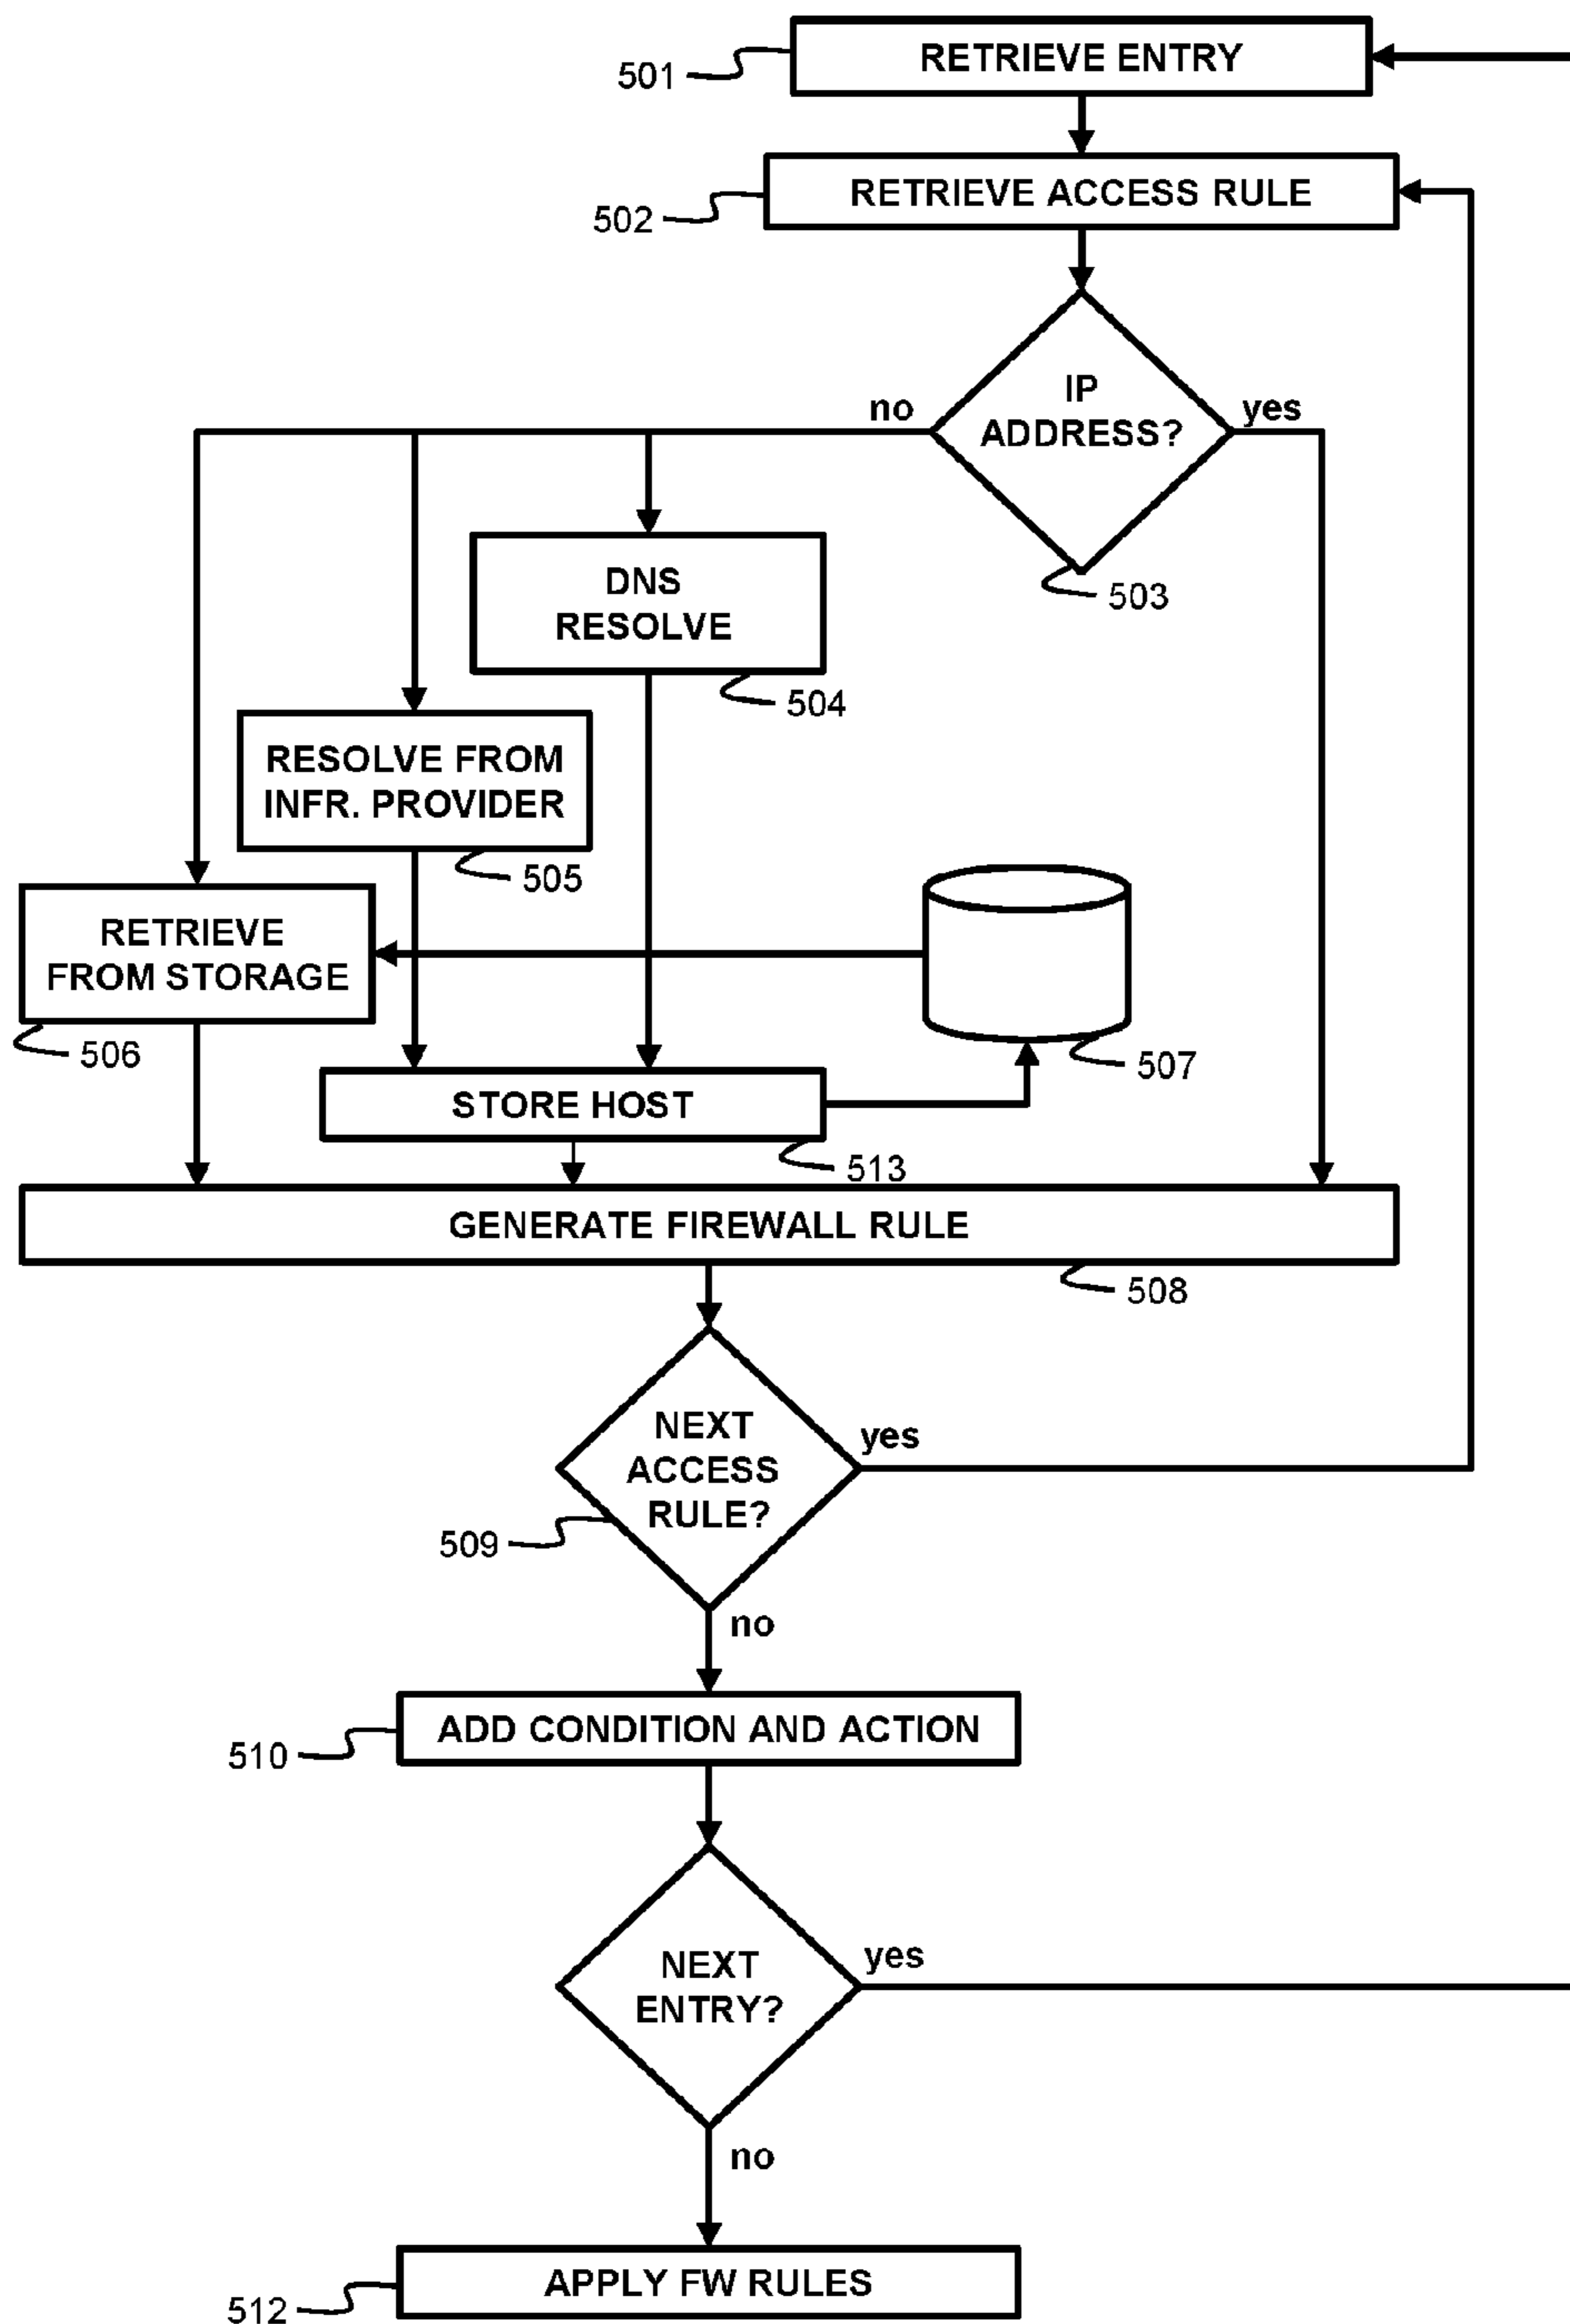 RETRIEVE ENTRY
501
RETRIEVE ACCESS RULE
502
IP
ADDRESS?
no
yes
503
DNS
RESOLVE
504
RESOLVE FROM
INFR. PROVIDER
505
RETRIEVE
FROM STORAGE
506
507
STORE HOST
513
GENERATE FIREWALL RULE
508
NEXT
ACCESS
RULE?
yes
509
no
ADD CONDITION AND ACTION
510
NEXT
ENTRY?
yes
no
APPLY FW RULES
512